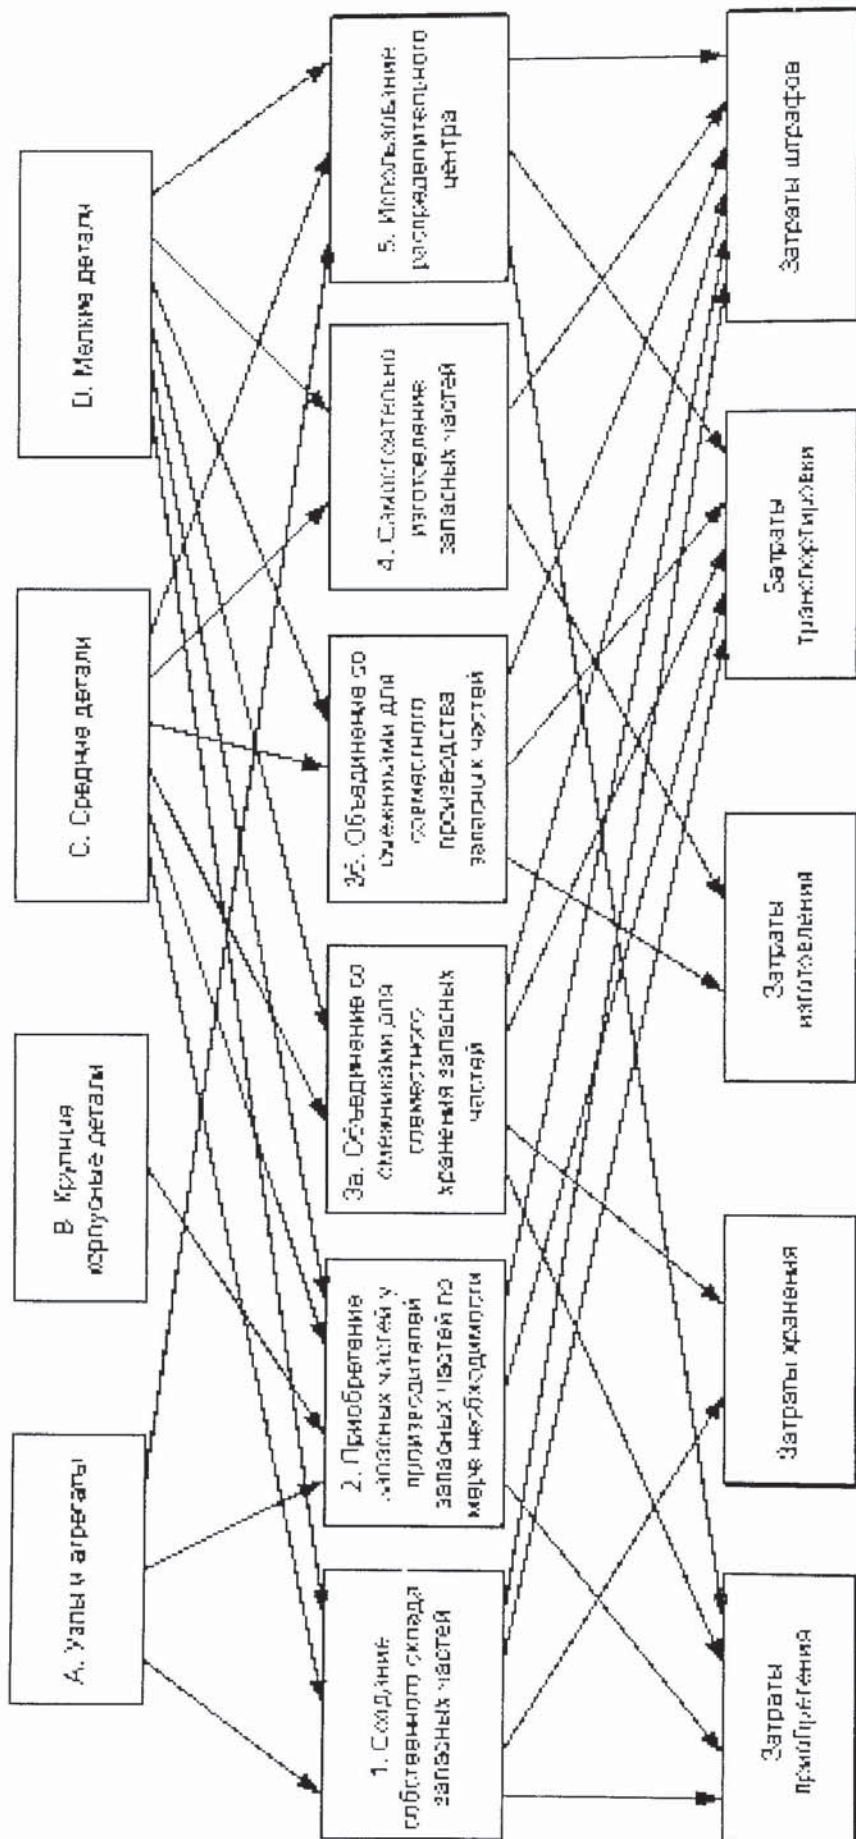 А. Узлы и агрегаты
В. Крупные
корпусные детали
С. Средние детали
D. Мелкие детали
1. Создание
собственного склада
запасных частей
2. Приобретение
запасных частей у
производителей
запасных частей по
мере необходимости
3а. Объединение со
смежниками для
совместного
хранения запасных
частей
3б. Объединение со
смежниками для
совместного
производства
запасных частей
4. Самостоятельно
изготовление
запасных частей
5. Использование
распределительного
центра
Затраты
приобретения
Затраты хранения
Затраты
изготовления
Затраты
транспортировки
Затраты штрафов